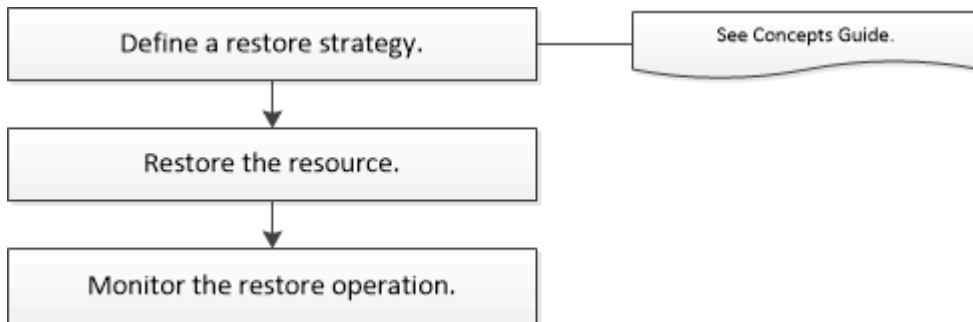 Define a restore strategy.
See Concepts Guide.
Restore the resource.
Monitor the restore operation.